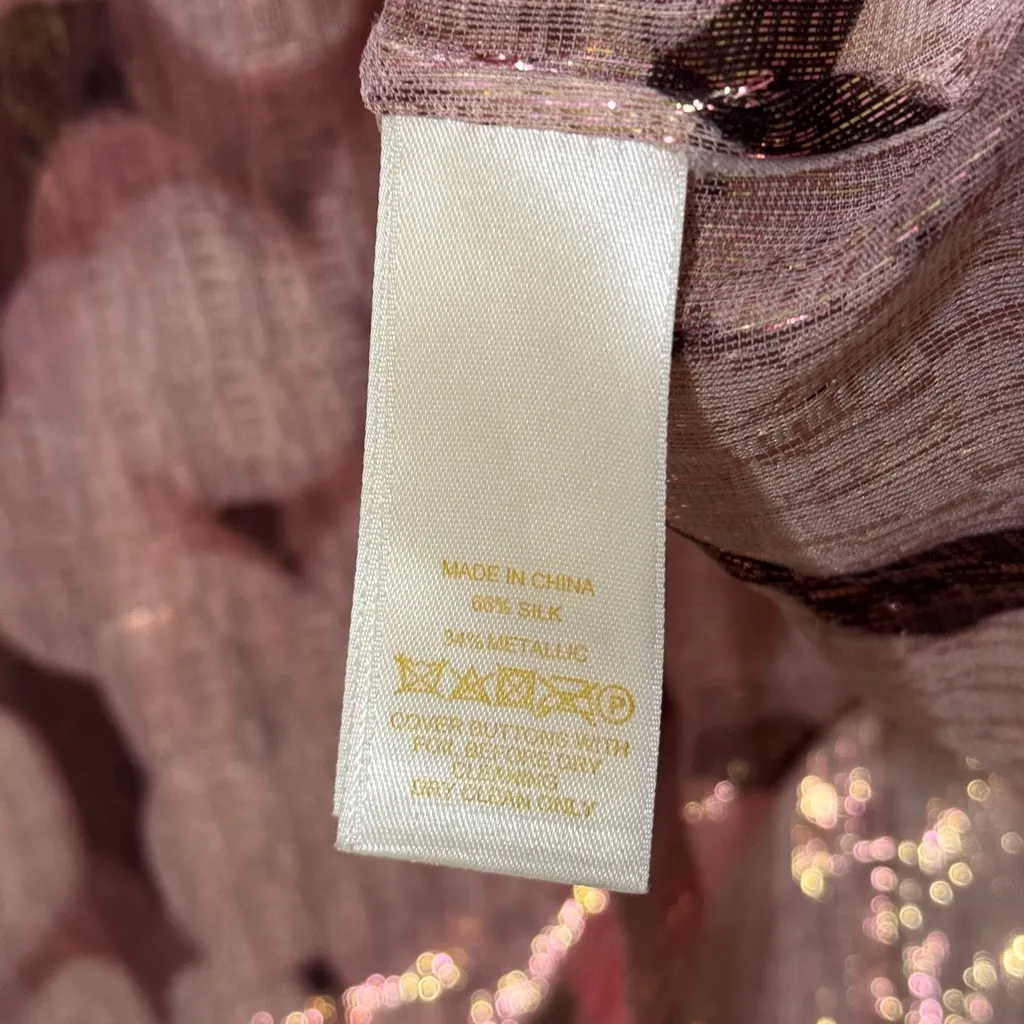 MADE IN CHINA
66% SILK
34% METALLIC
P
COVER BUTTONS WITH
FOIL BEFORE DRY
CLEANING
DRY CLEAN ONLY